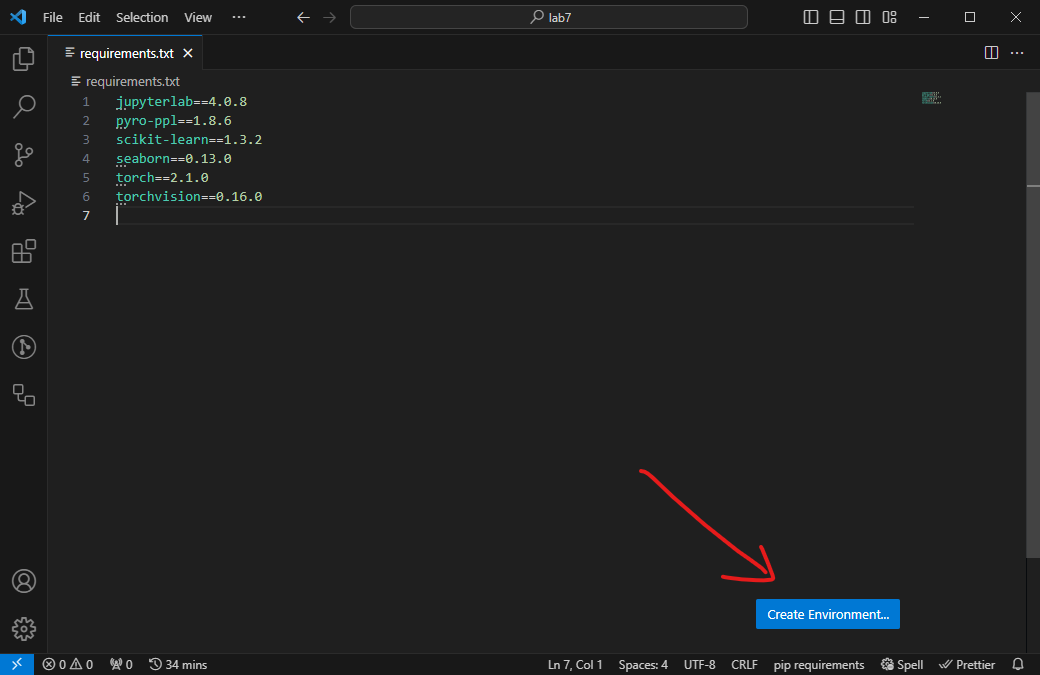 File Edit Selection View ··· lab7
requirements.txt
requirements.txt
1 jupyterlab==4.0.8
2 pyro-ppl==1.8.6
3 scikit-learn==1.3.2
4 seaborn==0.13.0
5 torch==2.1.0
6 torchvision==0.16.0
7
Create Environment...
0 0 0 34 mins Ln 7, Col 1 Spaces: 4 UTF-8 CRLF pip requirements Spell Prettier